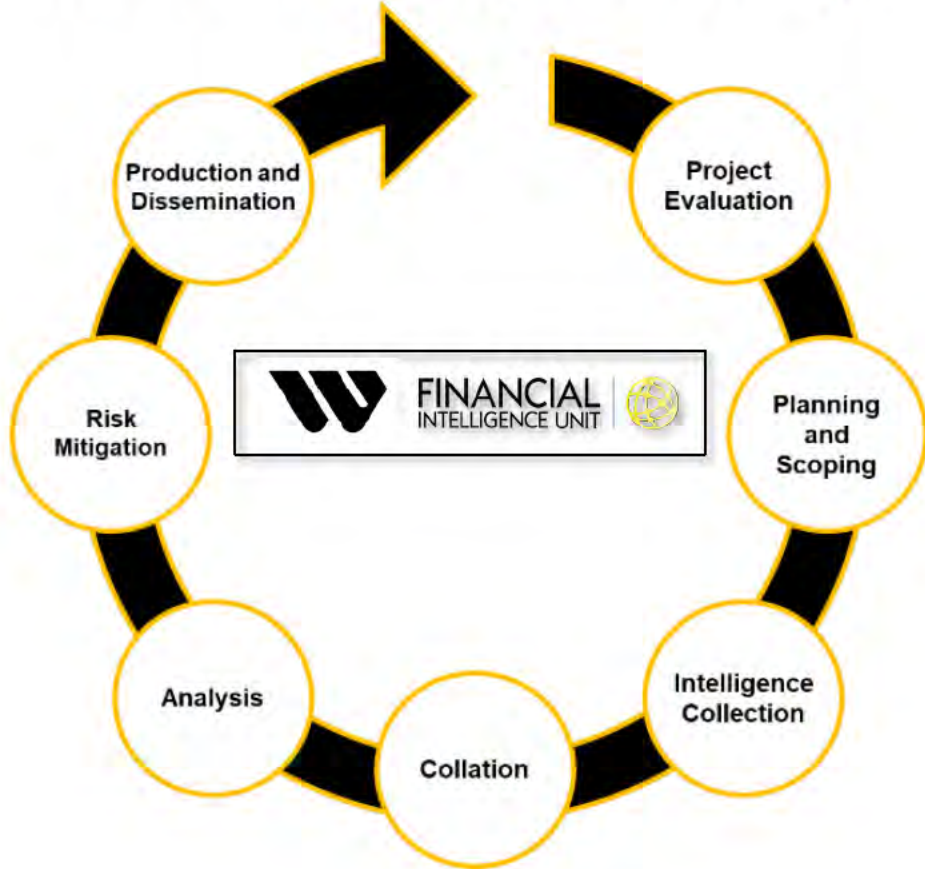 Project
Evaluation
Planning
and
Scoping
Intelligence
Collection
Collation
Analysis
Risk
Mitigation
Production and
Dissemination
FINANCIAL
INTELLIGENCE UNIT